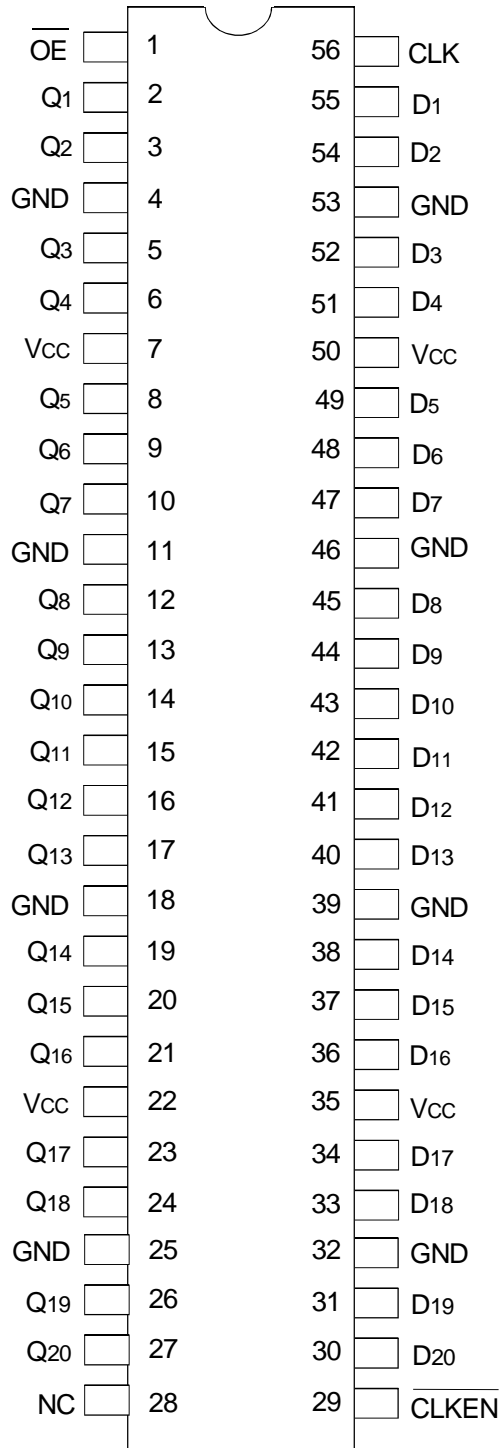 O̅E̅ 1 56 CLK
Q1 2 55 D1
Q2 3 54 D2
GND 4 53 GND
Q3 5 52 D3
Q4 6 51 D4
VCC 7 50 VCC
Q5 8 49 D5
Q6 9 48 D6
Q7 10 47 D7
GND 11 46 GND
Q8 12 45 D8
Q9 13 44 D9
Q10 14 43 D10
Q11 15 42 D11
Q12 16 41 D12
Q13 17 40 D13
GND 18 39 GND
Q14 19 38 D14
Q15 20 37 D15
Q16 21 36 D16
VCC 22 35 VCC
Q17 23 34 D17
Q18 24 33 D18
GND 25 32 GND
Q19 26 31 D19
Q20 27 30 D20
NC 28 29 C̅L̅K̅E̅N̅